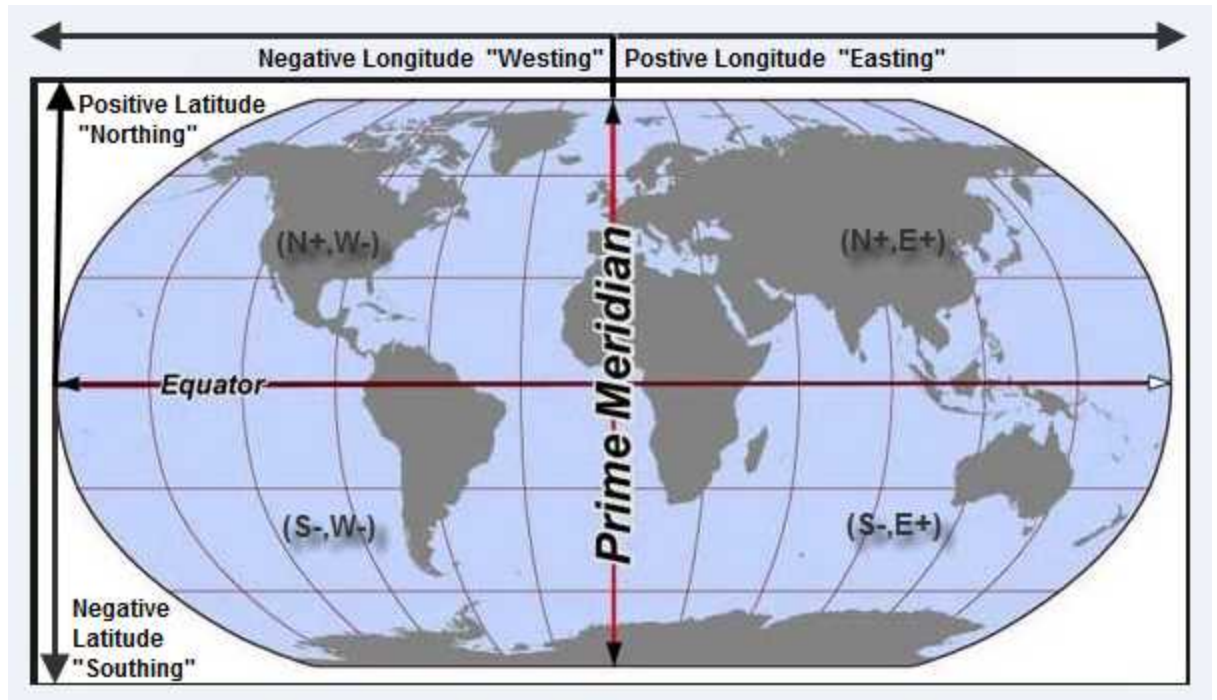 Negative Longitude "Westing"
Postive Longitude "Easting"
Positive Latitude
"Northing"
(N+,W-)
(N+,E+)
Prime Meridian
Equator
(S-,W-)
(S-,E+)
Negative
Latitude
"Southing"